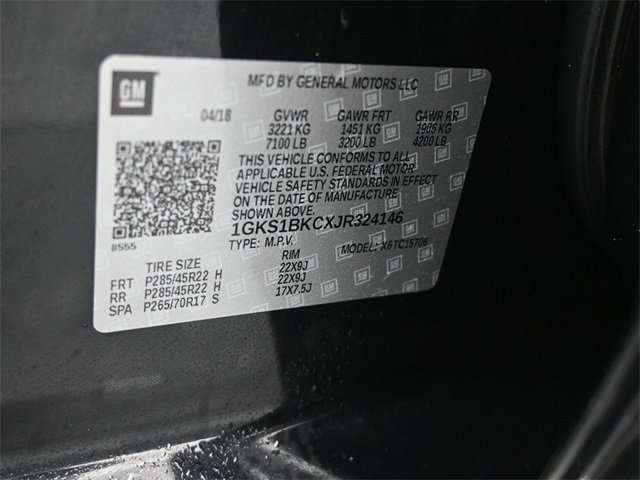 GM
MFD BY GENERAL MOTORS LLC
04/18 GVWR GAWR FRT GAWR RR
3221 KG 1451 KG 1905 KG
7100 LB 3200 LB 4200 LB
THIS VEHICLE CONFORMS TO ALL
APPLICABLE U.S. FEDERAL MOTOR
VEHICLE SAFETY STANDARDS IN EFFECT
ON THE DATE OF MANUFACTURE
SHOWN ABOVE.
8555
1GKS1BKCXJR324146
TYPE: M.P.V. MODEL: X6TC15706
TIRE SIZE RIM
FRT P285/45R22 H 22X9J
RR P285/45R22 H 22X9J
SPA P265/70R17 S 17X7.5J